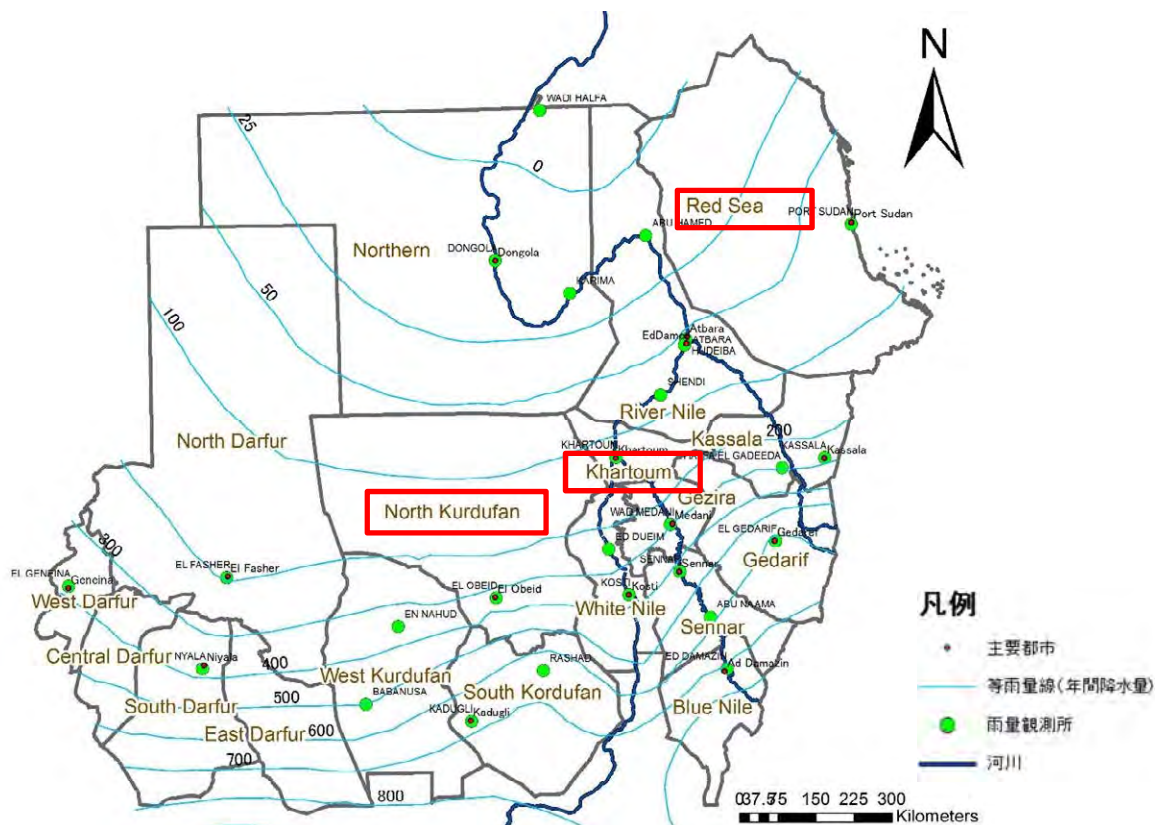 N
WADI HALFA
25
0
Red Sea
PORT SUDAN
Port Sudan
ABU HAMED
Northern
DONGOLA
Dongola
KARIMA
50
100
Atbara
EdDamer
ATBARA
HUDEIBA
SHENDI
River Nile
North Darfur
Kassala
200
KHARTOUM
Khartoum
KASSALA
Kassala
EL GADEEDA
Khartoum
Gezira
North Kurdufan
WAD MEDANI
Medani
EL GEDARIF
Gedaref
300
ED DUEIM
Gedarif
EL GENEINA
Geneina
EL FASHER
El Fasher
SENNAR
Sennar
EL OBEID
El Obeid
KOSTI
Kosti
West Darfur
White Nile
ABU NAAMA
凡例
EN NAHUD
Sennar
Central Darfur
NYALA
Niyala
400
West Kurdufan
RASHAD
ED DAMAZIN
Ad Damazin
主要都市
South Darfur
500
BABANUSA
South Kordufan
等雨量線(年間降水量)
KADUGLI
Kadugli
Blue Nile
East Darfur
600
雨量観測所
700
河川
800
037.575 150 225 300
Kilometers